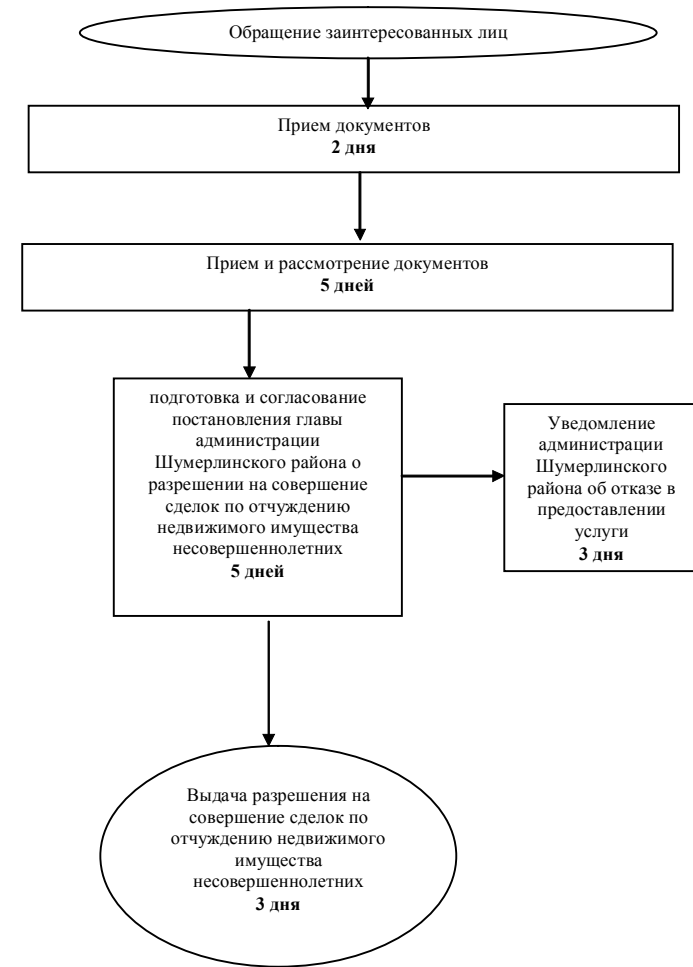 Обращение заинтересованных лиц
Прием документов
2 дня
Прием и рассмотрение документов
5 дней
подготовка и согласование
постановления главы
администрации
Шумерлинского района о
разрешении на совершение
сделок по отчуждению
недвижимого имущества
несовершеннолетних
5 дней
Уведомление
администрации
Шумерлинского
района об отказе в
предоставлении
услуги
3 дня
Выдача разрешения на
совершение сделок по
отчуждению недвижимого
имущества
несовершеннолетних
3 дня